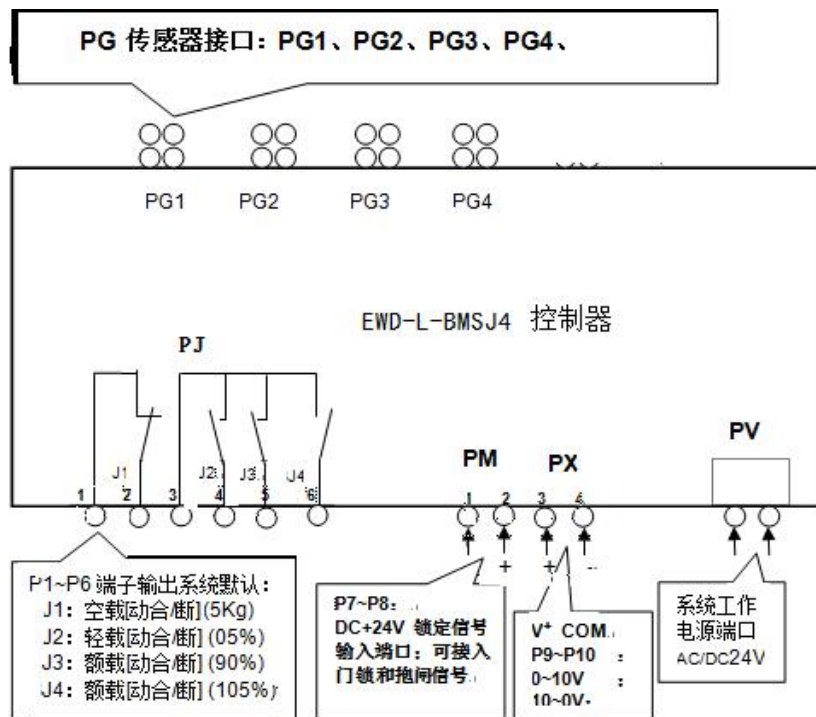 PG 传感器接口：PG1、PG2、PG3、PG4、
PG1 PG2 PG3 PG4
EWD-L-BMSJ4 控制器
PJ
J1 J2 J3 J4
1 2 3 4 5 6
PM PX PV
1 2 3 4
+ + -
P1~P6 端子输出系统默认：
J1：空载[动合/断](5Kg)
J2：轻载[动合/断](05%)
J3：额载[动合/断](90%)
J4：额载[动合/断](105%)
P7~P8：
DC+24V 锁定信号
输入端口：可接入
门锁和抱闸信号
V⁺ COM
P9~P10 ：
0~10V ：
10~0V
系统工作
电源端口
AC/DC24V